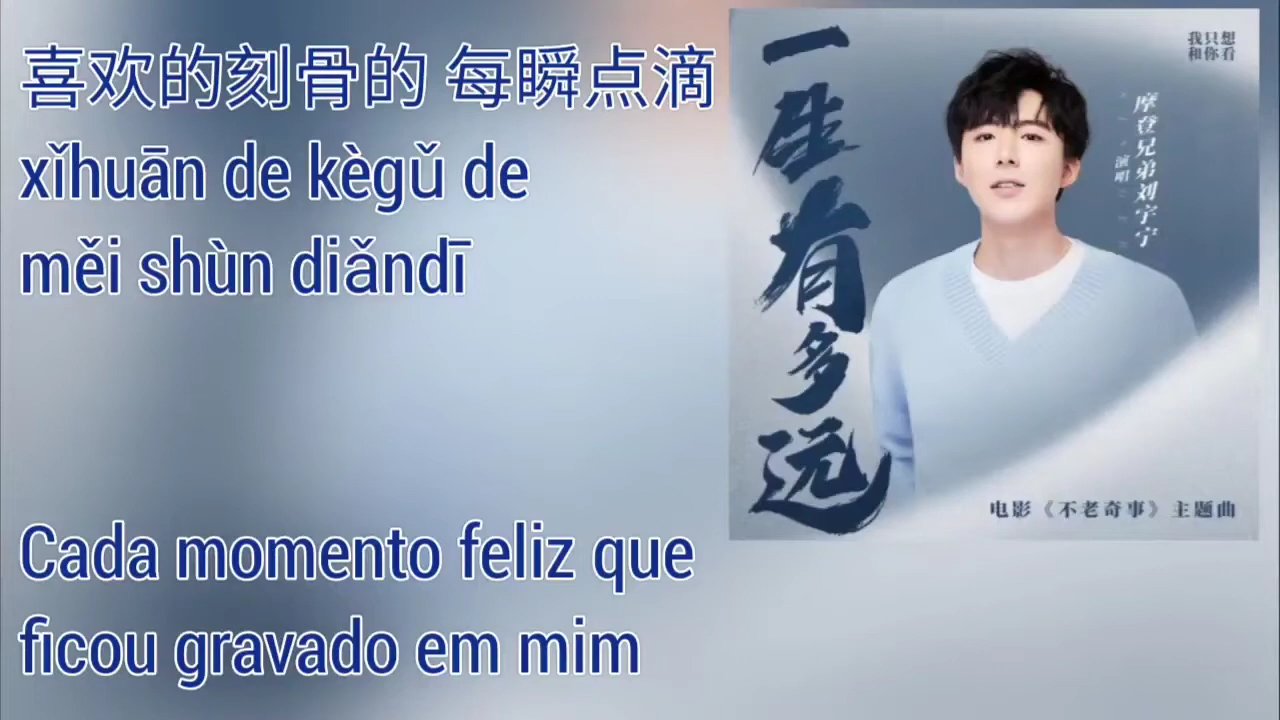 喜欢的刻骨的 每瞬点滴
xǐhuān de kègǔ de
měi shùn diǎndī
Cada momento feliz que
ficou gravado em mim
一生有多远
我只想
和你看
摩登兄弟刘宇宁
演唱
电影《不老奇事》主题曲